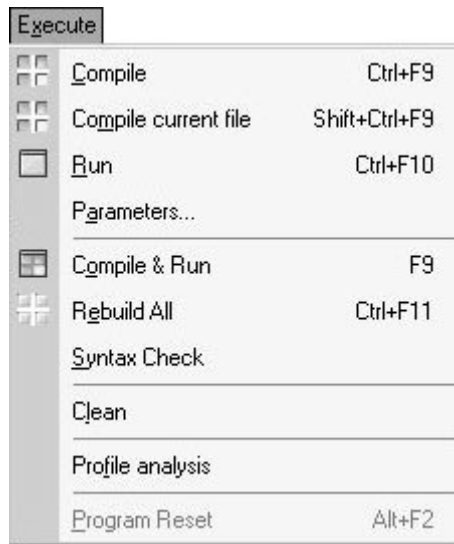 Execute
Compile Ctrl+F9
Compile current file Shift+Ctrl+F9
Run Ctrl+F10
Parameters...
Compile & Run F9
Rebuild All Ctrl+F11
Syntax Check
Clean
Profile analysis
Program Reset Alt+F2